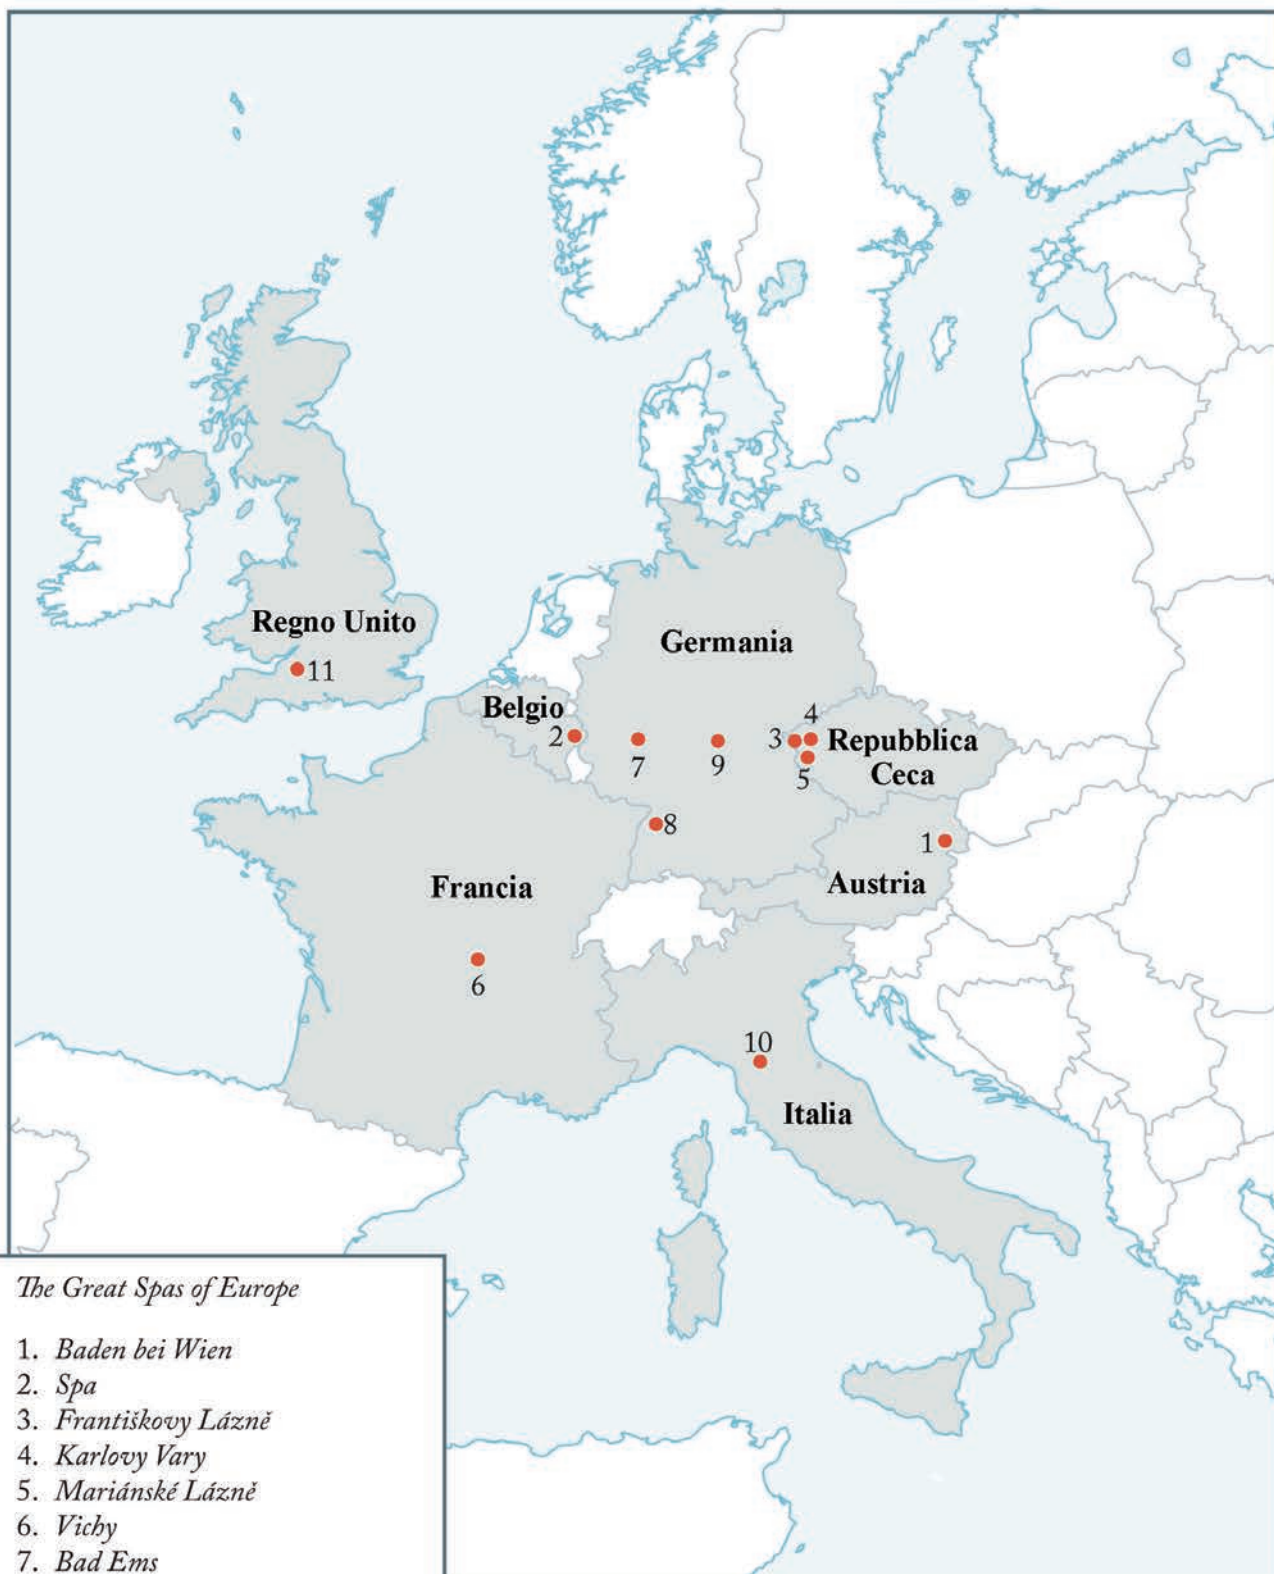 Regno Unito
11
Germania
Belgio
2
7
9
4
3
Repubblica
Ceca
5
8
1
Austria
Francia
6
10
Italia
The Great Spas of Europe
1. Baden bei Wien
2. Spa
3. Františkovy Lázně
4. Karlovy Vary
5. Mariánské Lázně
6. Vichy
7. Bad Ems